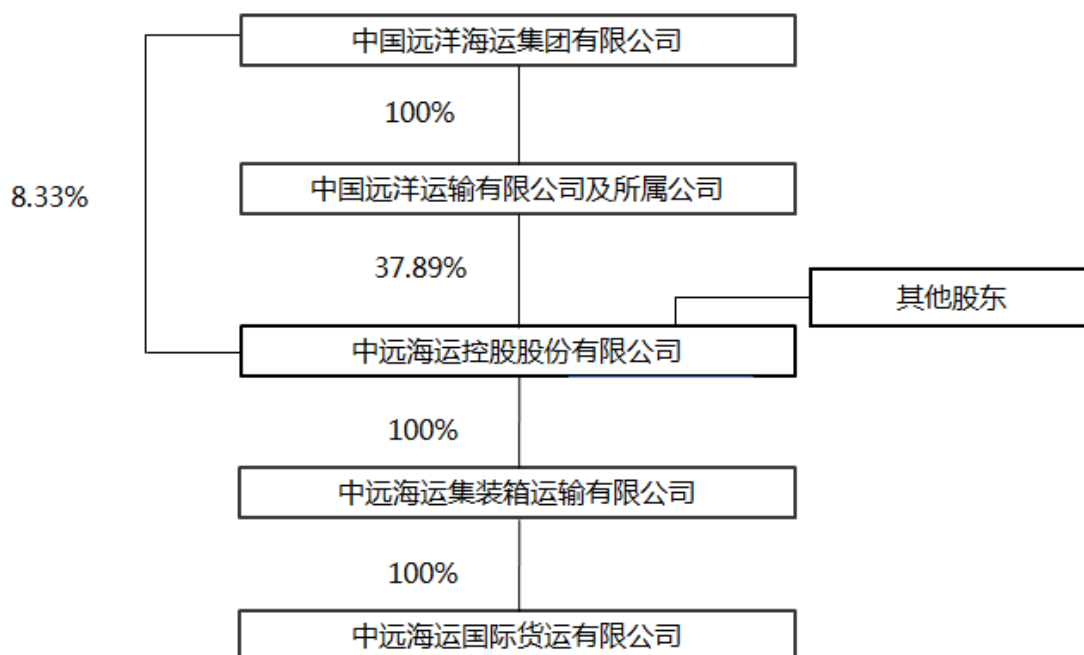 中国远洋海运集团有限公司
100%
中国远洋运输有限公司及所属公司
8.33%
37.89%
其他股东
中远海运控股股份有限公司
100%
中远海运集装箱运输有限公司
100%
中远海运国际货运有限公司